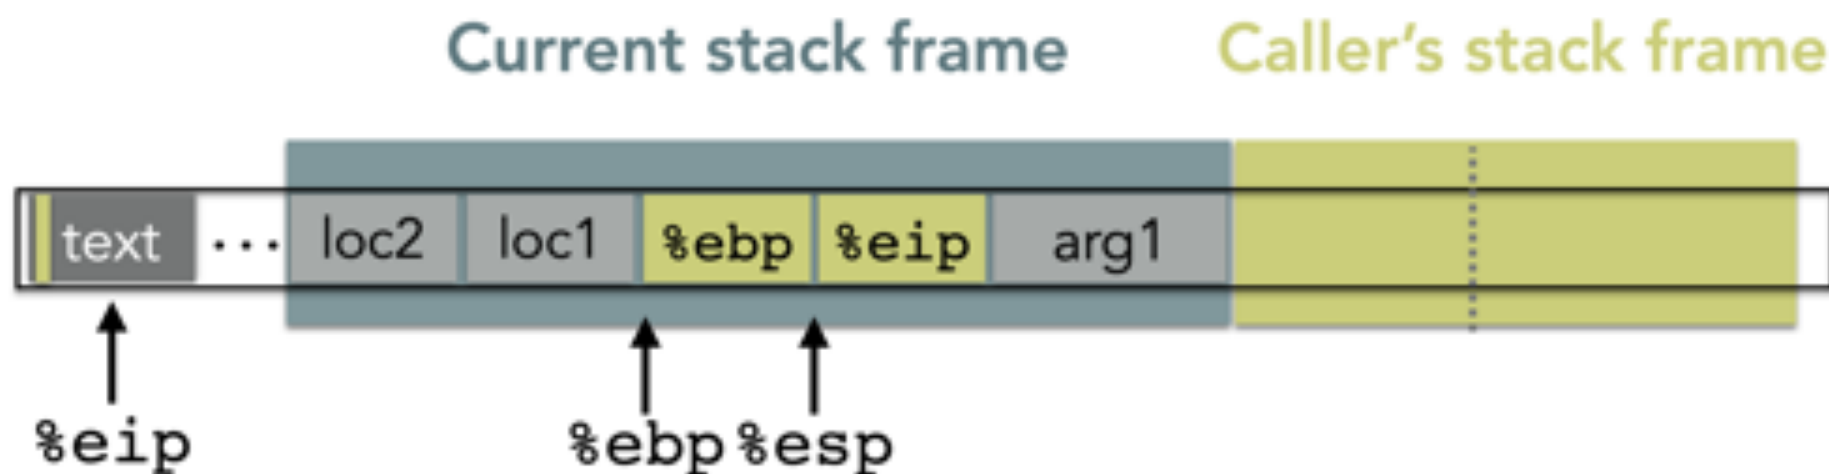 Current stack frame Caller's stack frame
text ... loc2 loc1 %ebp %eip arg1
%eip %ebp %esp